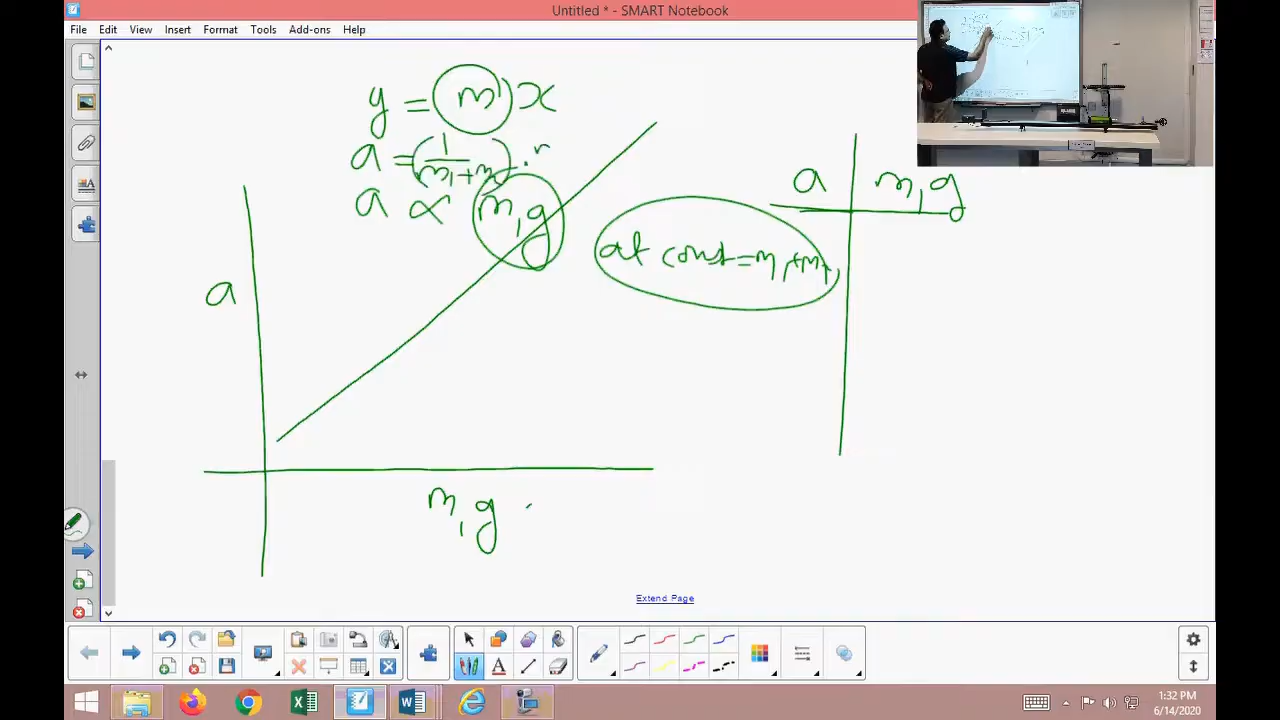 Untitled * - SMART Notebook
File Edit View Insert Format Tools Add-ons Help
y = m x
a = (1/m₁+m₂) .
a ∝ m₁g
at const = m₁+m₂
a | m₁g
a
m₁g
Extend Page
1:32 PM
6/14/2020